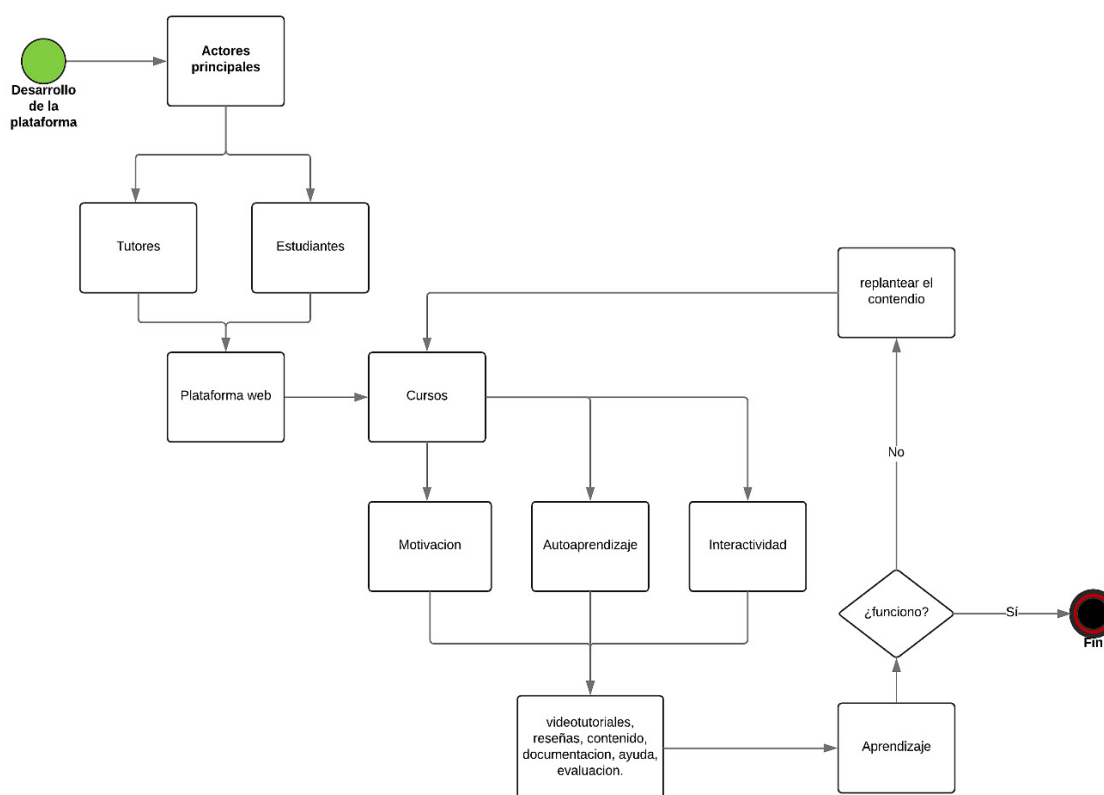 Actores
principales
Desarrollo
de la
plataforma
Tutores
Estudiantes
replantear el
contendio
Plataforma web
Cursos
No
Motivacion
Autoaprendizaje
Interactividad
¿funciono?
Sí
Fin
videotutoriales,
reseñas, contenido,
documentacion, ayuda,
evaluacion.
Aprendizaje